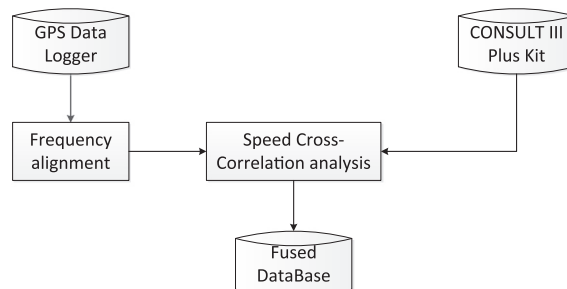 GPS Data
Logger
CONSULT III
Plus Kit
Frequency
alignment
Speed Cross-
Correlation analysis
Fused
DataBase